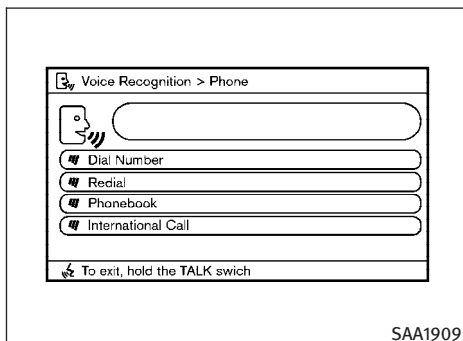 Voice Recognition > Phone
Dial Number
Redial
Phonebook
International Call
To exit, hold the TALK swich
SAA1909